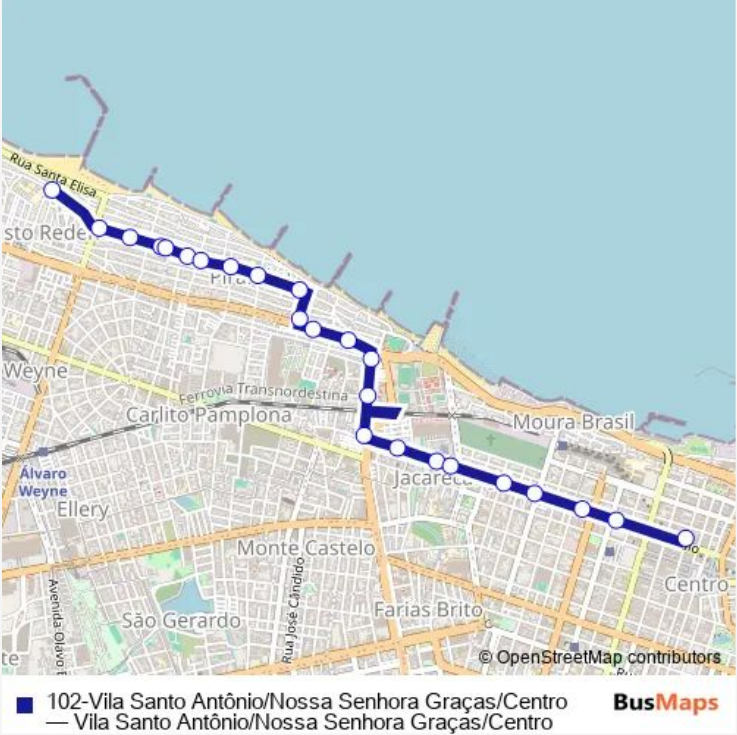 Rua Santa Elisa
sto Rede
Pira
Weyne
Ferrovia Transnordestina
Carlito Pamplona
Moura Brasil
Álvaro
Weyne
Jacareca
Ellery
Monte Castelo
Centro
Rua José Cândido
Avenida Olavo B
Farias Brito
São Gerardo
te
© OpenStreetMap contributors
102-Vila Santo Antônio/Nossa Senhora Graças/Centro
— Vila Santo Antônio/Nossa Senhora Graças/Centro
BusMaps